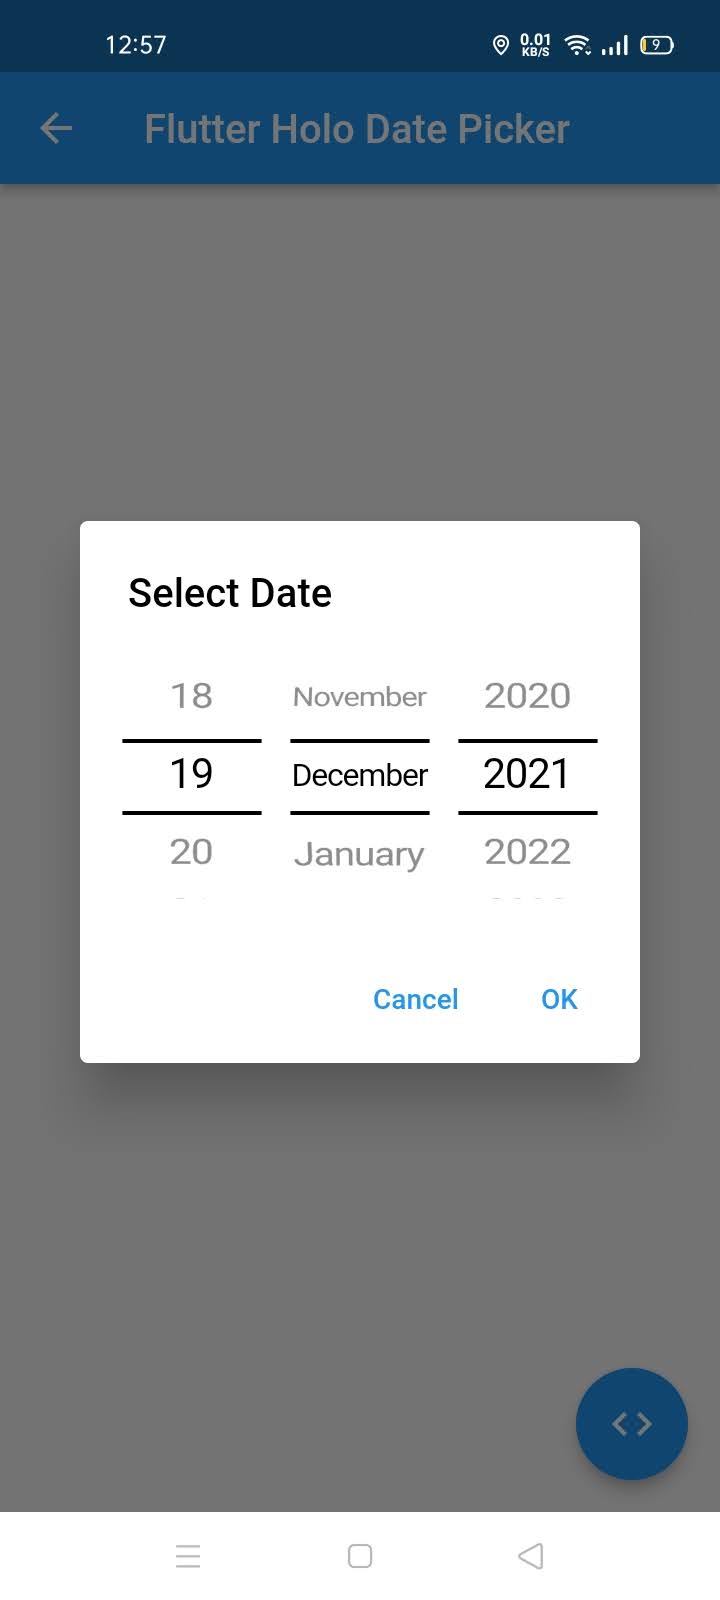 12:57 0.01 KB/S 9
Flutter Holo Date Picker
Select Date
18 November 2020
19 December 2021
20 January 2022
Cancel OK